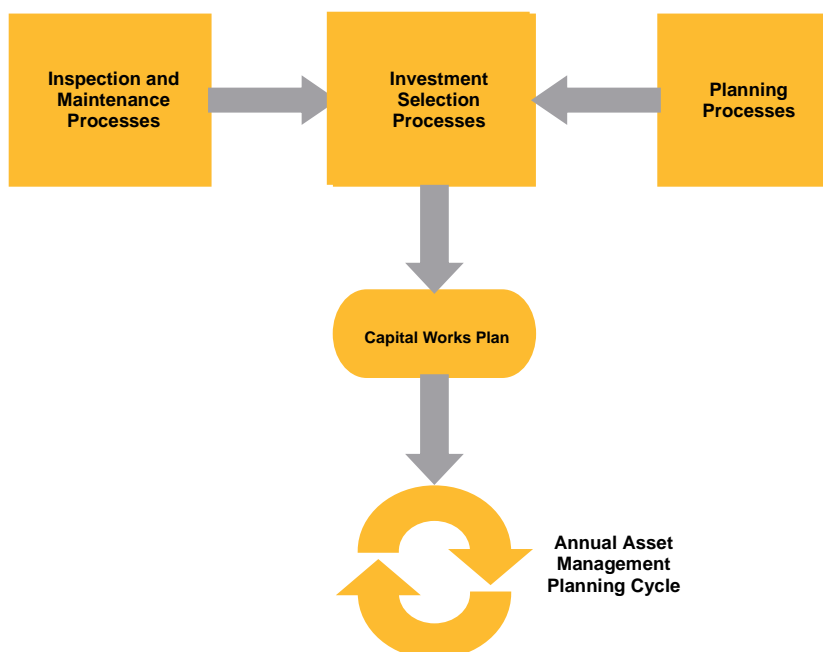 Inspection and
Maintenance
Processes
Investment
Selection
Processes
Planning
Processes
Capital Works Plan
Annual Asset
Management
Planning Cycle